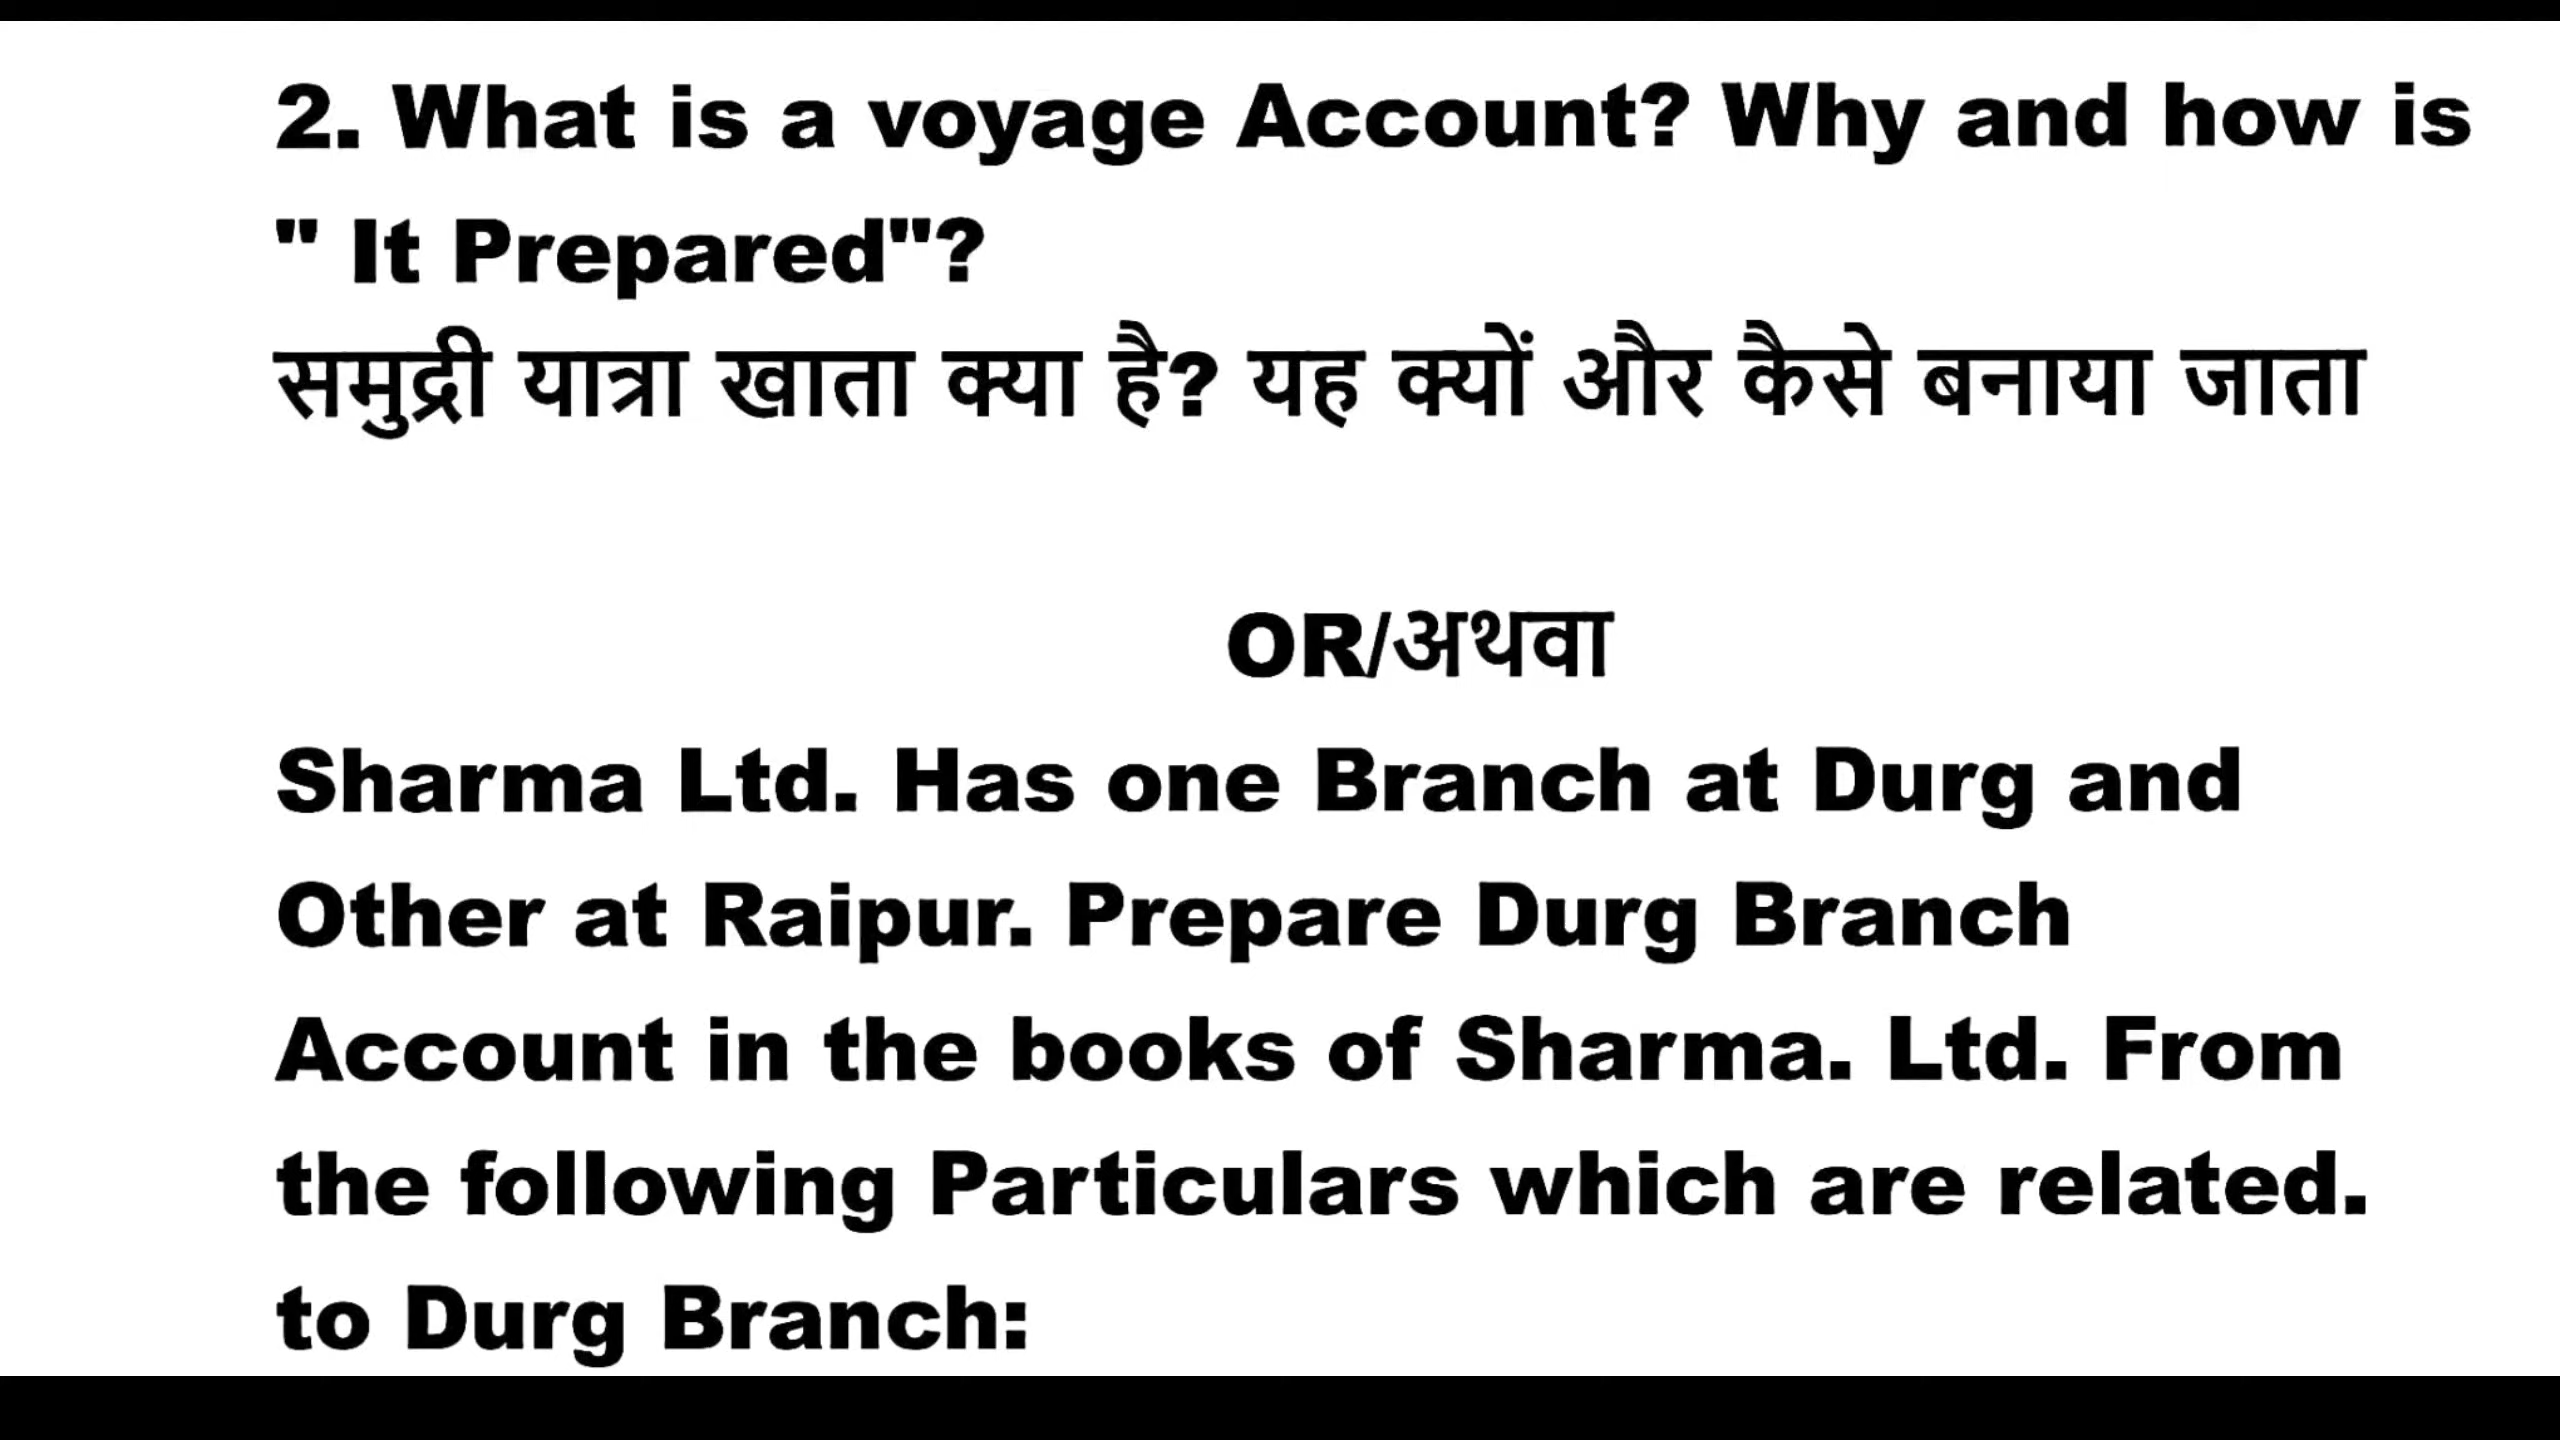 2. What is a voyage Account? Why and how is
" It Prepared"?
समुद्री यात्रा खाता क्या है? यह क्यों और कैसे बनाया जाता
OR/अथवा
Sharma Ltd. Has one Branch at Durg and
Other at Raipur. Prepare Durg Branch
Account in the books of Sharma. Ltd. From
the following Particulars which are related.
to Durg Branch: